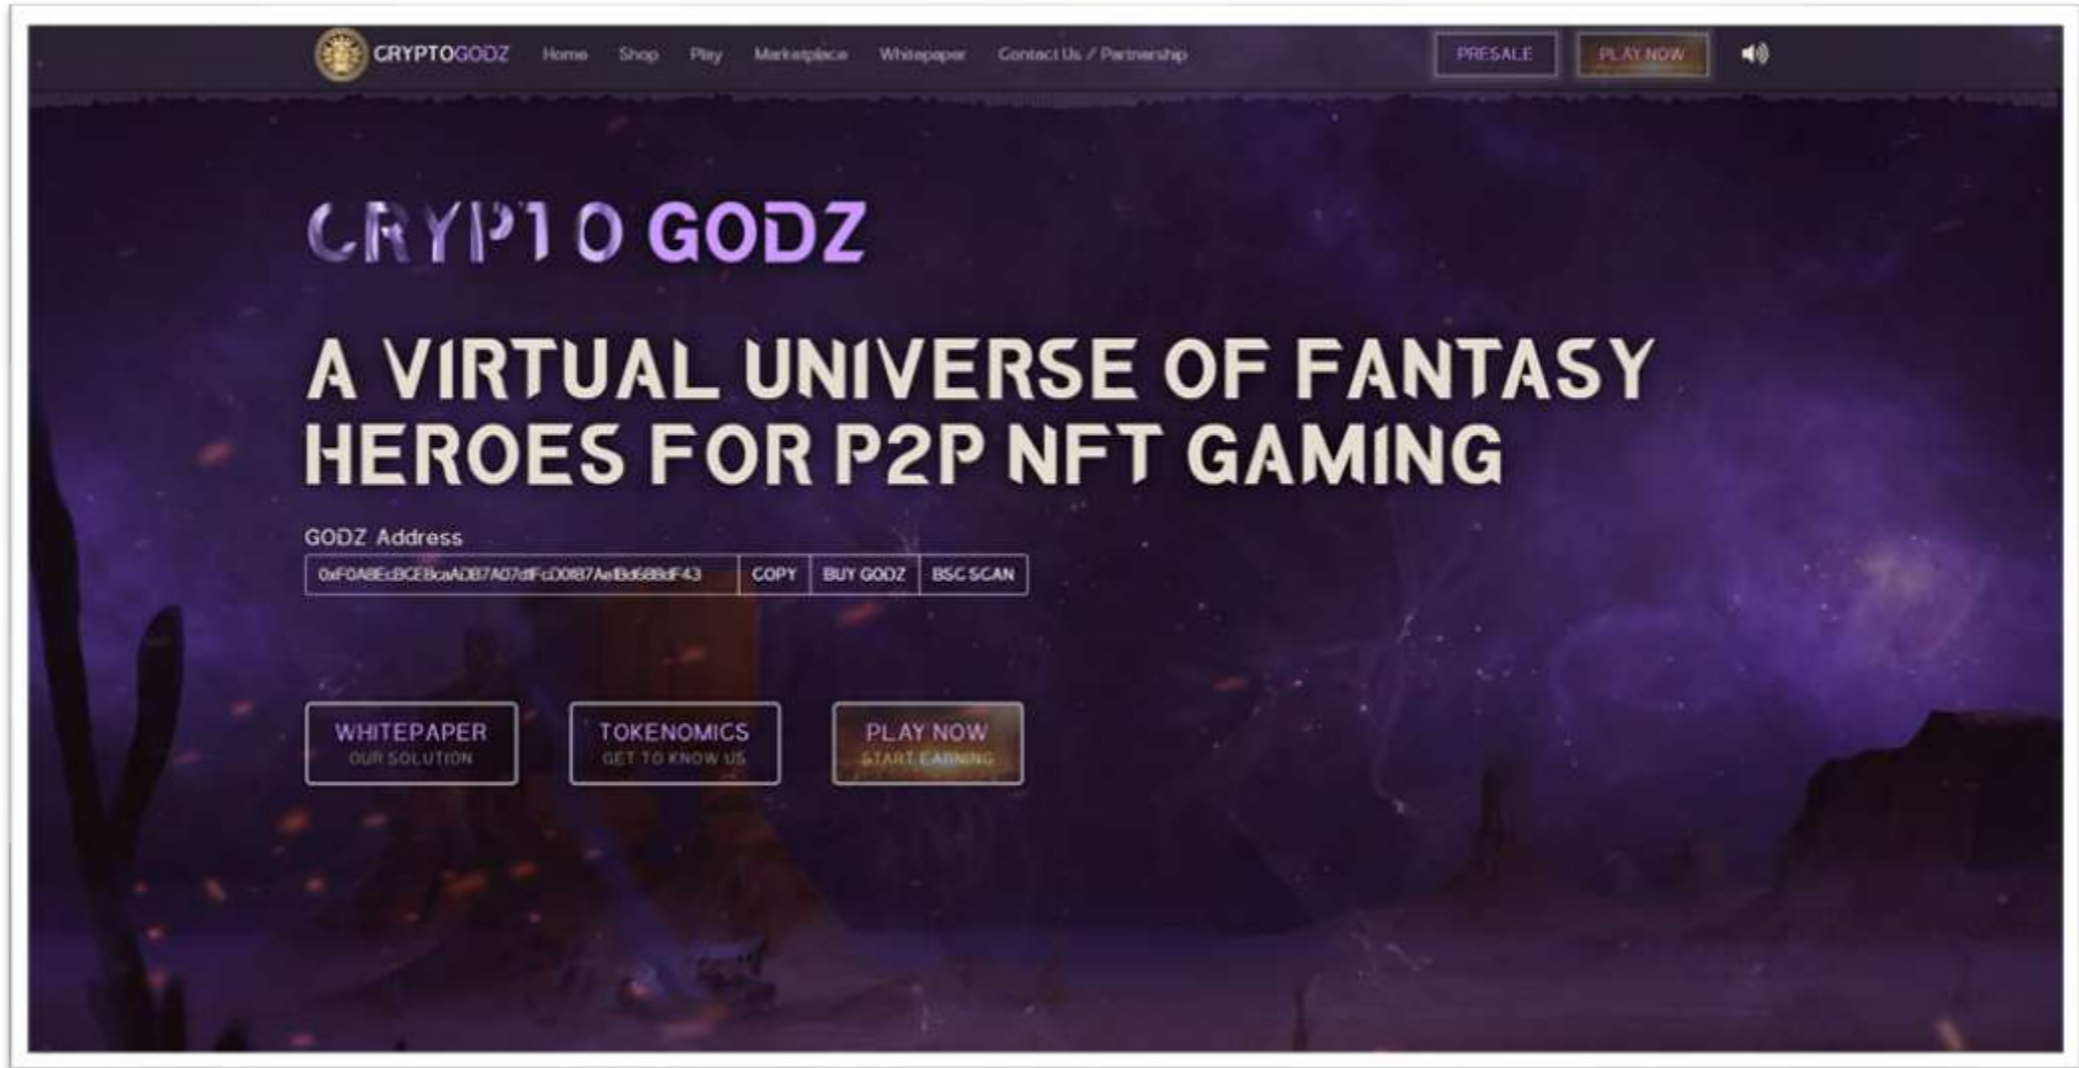 CRYPTOGODZ Home Shop Play Marketplace Whitepaper Contact Us / Partnership PRESALE PLAY NOW
CRYPTO GODZ
A VIRTUAL UNIVERSE OF FANTASY
HEROES FOR P2P NFT GAMING
GODZ Address
COPY BUY GODZ BSC SCAN
WHITEPAPER TOKENOMICS PLAY NOW
OUR SOLUTION GET TO KNOW US START EARNING